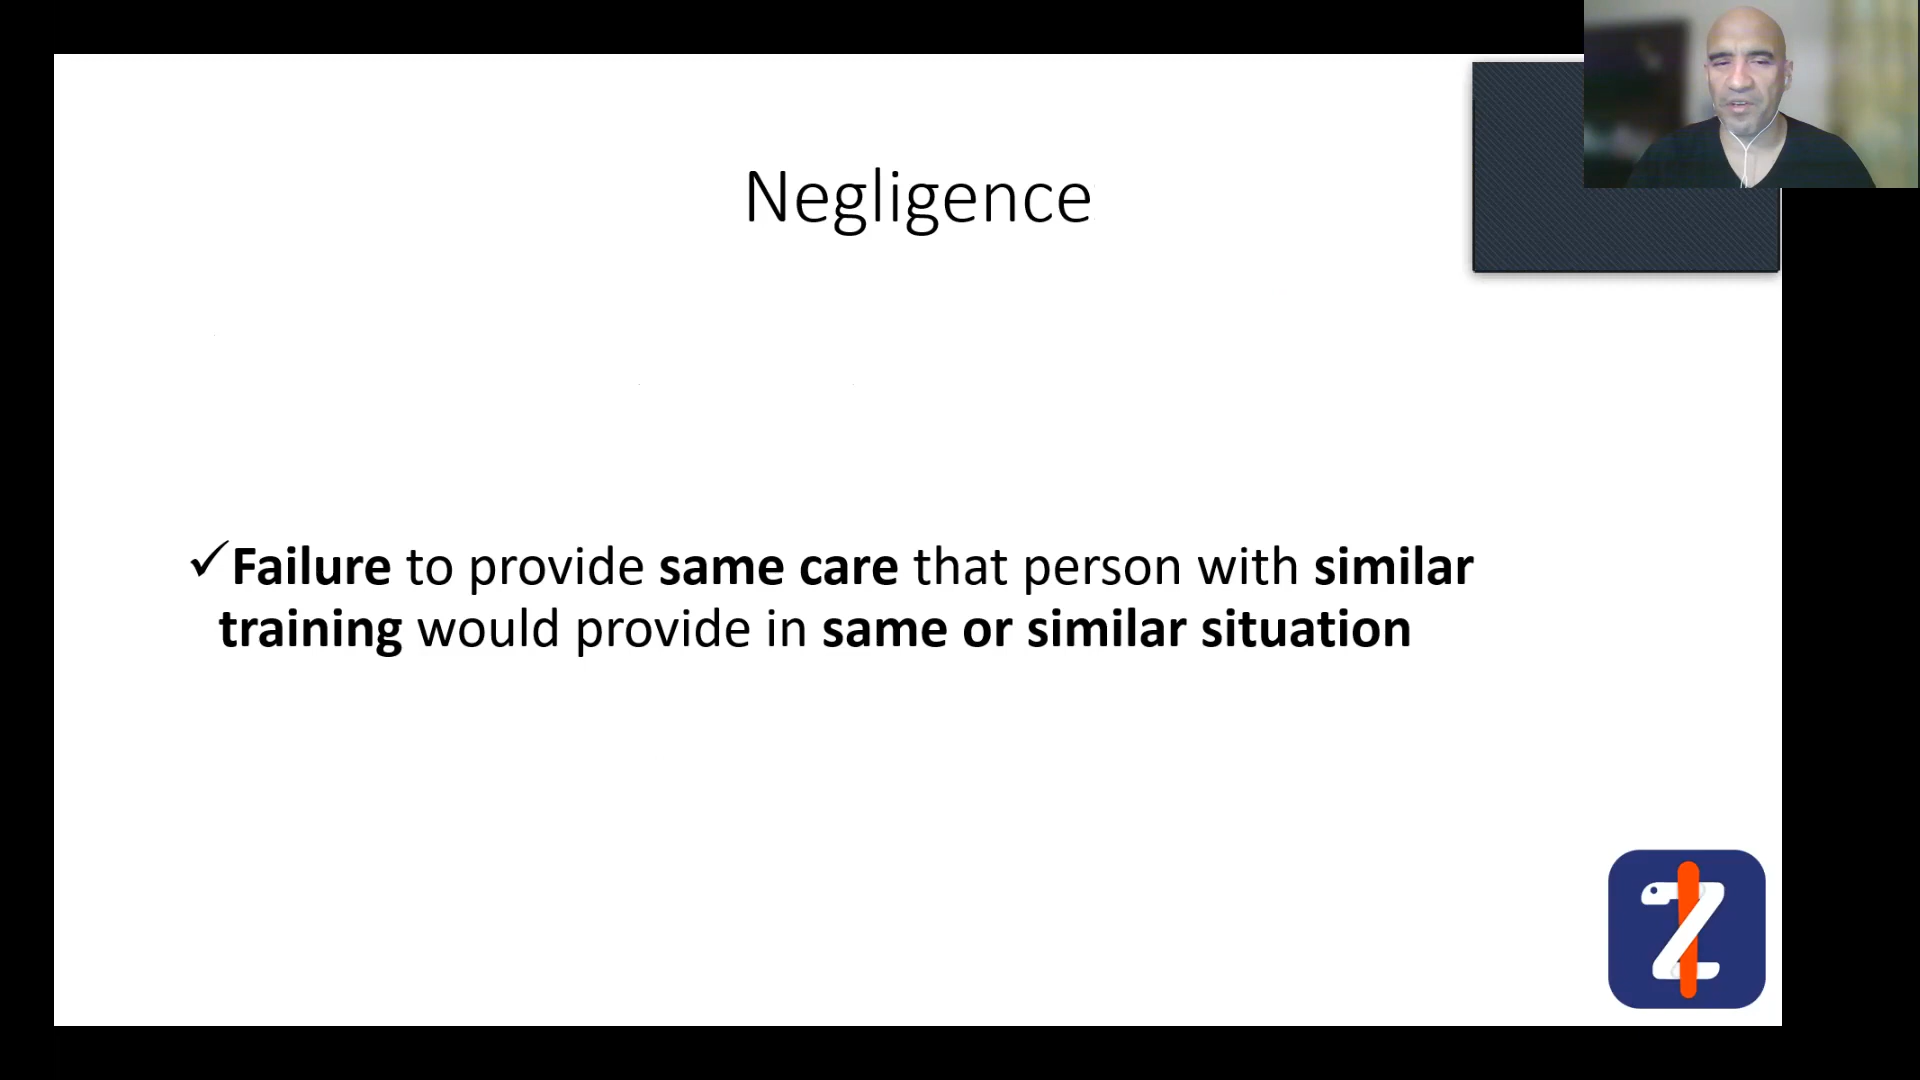 Negligence
✓Failure to provide same care that person with similar
training would provide in same or similar situation